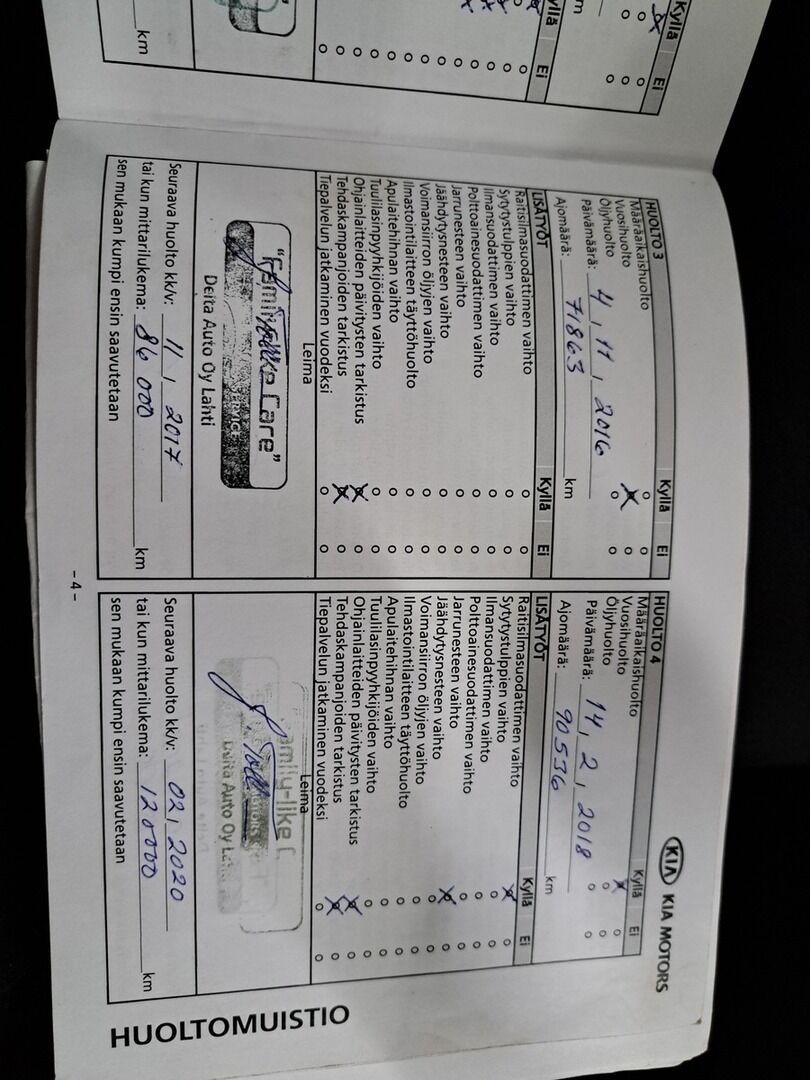 Kyllä Ei
km
HUOLTO 3 Kyllä Ei
Määräaikaishuolto
Vuosihuolto
Öljyhuolto
Päivämäärä: 4, 11, 2016
Ajomäärä: 71863 km
LISÄTYÖT Kyllä Ei
Raitisilmasuodattimen vaihto
Sytytystulppien vaihto
Ilmansuodattimen vaihto
Polttoainesuodattimen vaihto
Jarrunesteen vaihto
Jäähdytysnesteen vaihto
Voimansiirron öljyjen vaihto
Ilmastointilaitteen täyttöhuolto
Apulaitehihnan vaihto
Tuulilasinpyyhkijöiden vaihto
Ohjainlaitteiden päivitysten tarkistus
Tehdaskampanjoiden tarkistus
Tiepalvelun jatkaminen vuodeksi
Leima
"Family-like Care"
Delta Auto Oy Lahti
Seuraava huolto kk/v: 11, 2017
tai kun mittarilukema: 86 000 km
sen mukaan kumpi ensin saavutetaan
KIA KIA MOTORS
HUOLTO 4 Kyllä Ei
Määräaikaishuolto
Vuosihuolto
Öljyhuolto
Päivämäärä: 14, 2, 2018
Ajomäärä: 90536 km
LISÄTYÖT Kyllä Ei
Raitisilmasuodattimen vaihto
Sytytystulppien vaihto
Ilmansuodattimen vaihto
Polttoainesuodattimen vaihto
Jarrunesteen vaihto
Jäähdytysnesteen vaihto
Voimansiirron öljyjen vaihto
Ilmastointilaitteen täyttöhuolto
Apulaitehihnan vaihto
Tuulilasinpyyhkijöiden vaihto
Ohjainlaitteiden päivitysten tarkistus
Tehdaskampanjoiden tarkistus
Tiepalvelun jatkaminen vuodeksi
Leima
Delta Auto Oy
Seuraava huolto kk/v: 02, 2020
tai kun mittarilukema: 120000 km
sen mukaan kumpi ensin saavutetaan
- 4 -
HUOLTOMUISTIO